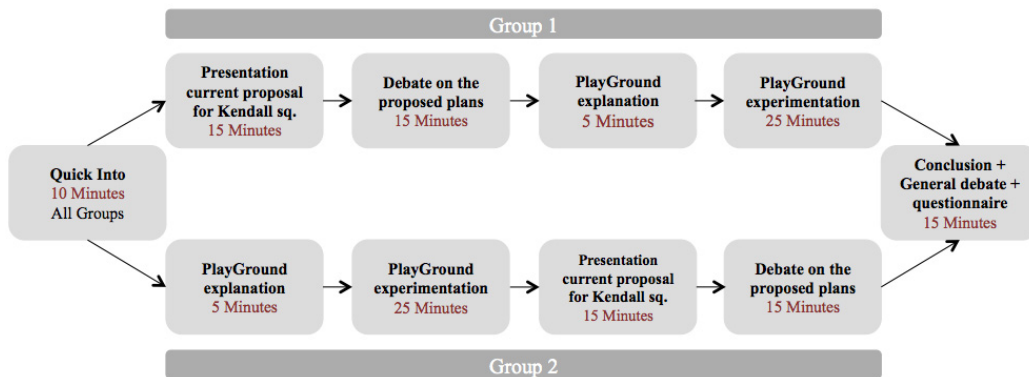 Group 1
Presentation
current proposal
for Kendall sq.
15 Minutes
Debate on the
proposed plans
15 Minutes
PlayGround
explanation
5 Minutes
PlayGround
experimentation
25 Minutes
Quick Into
10 Minutes
All Groups
Conclusion +
General debate +
questionnaire
15 Minutes
PlayGround
explanation
5 Minutes
PlayGround
experimentation
25 Minutes
Presentation
current proposal
for Kendall sq.
15 Minutes
Debate on the
proposed plans
15 Minutes
Group 2